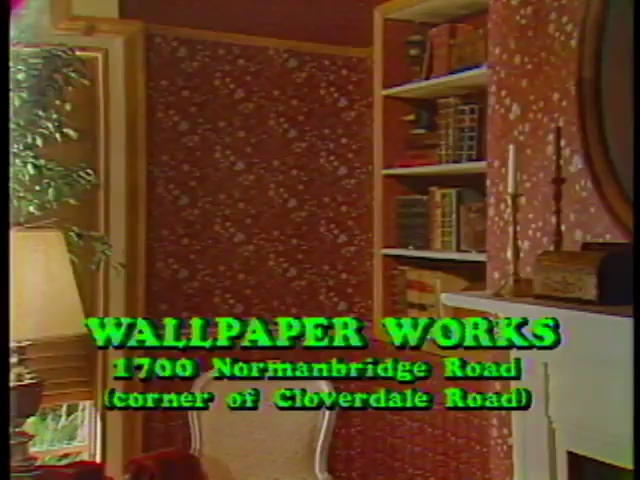 WALLPAPER WORKS
1700 Normanbridge Road
(corner of Cloverdale Road)